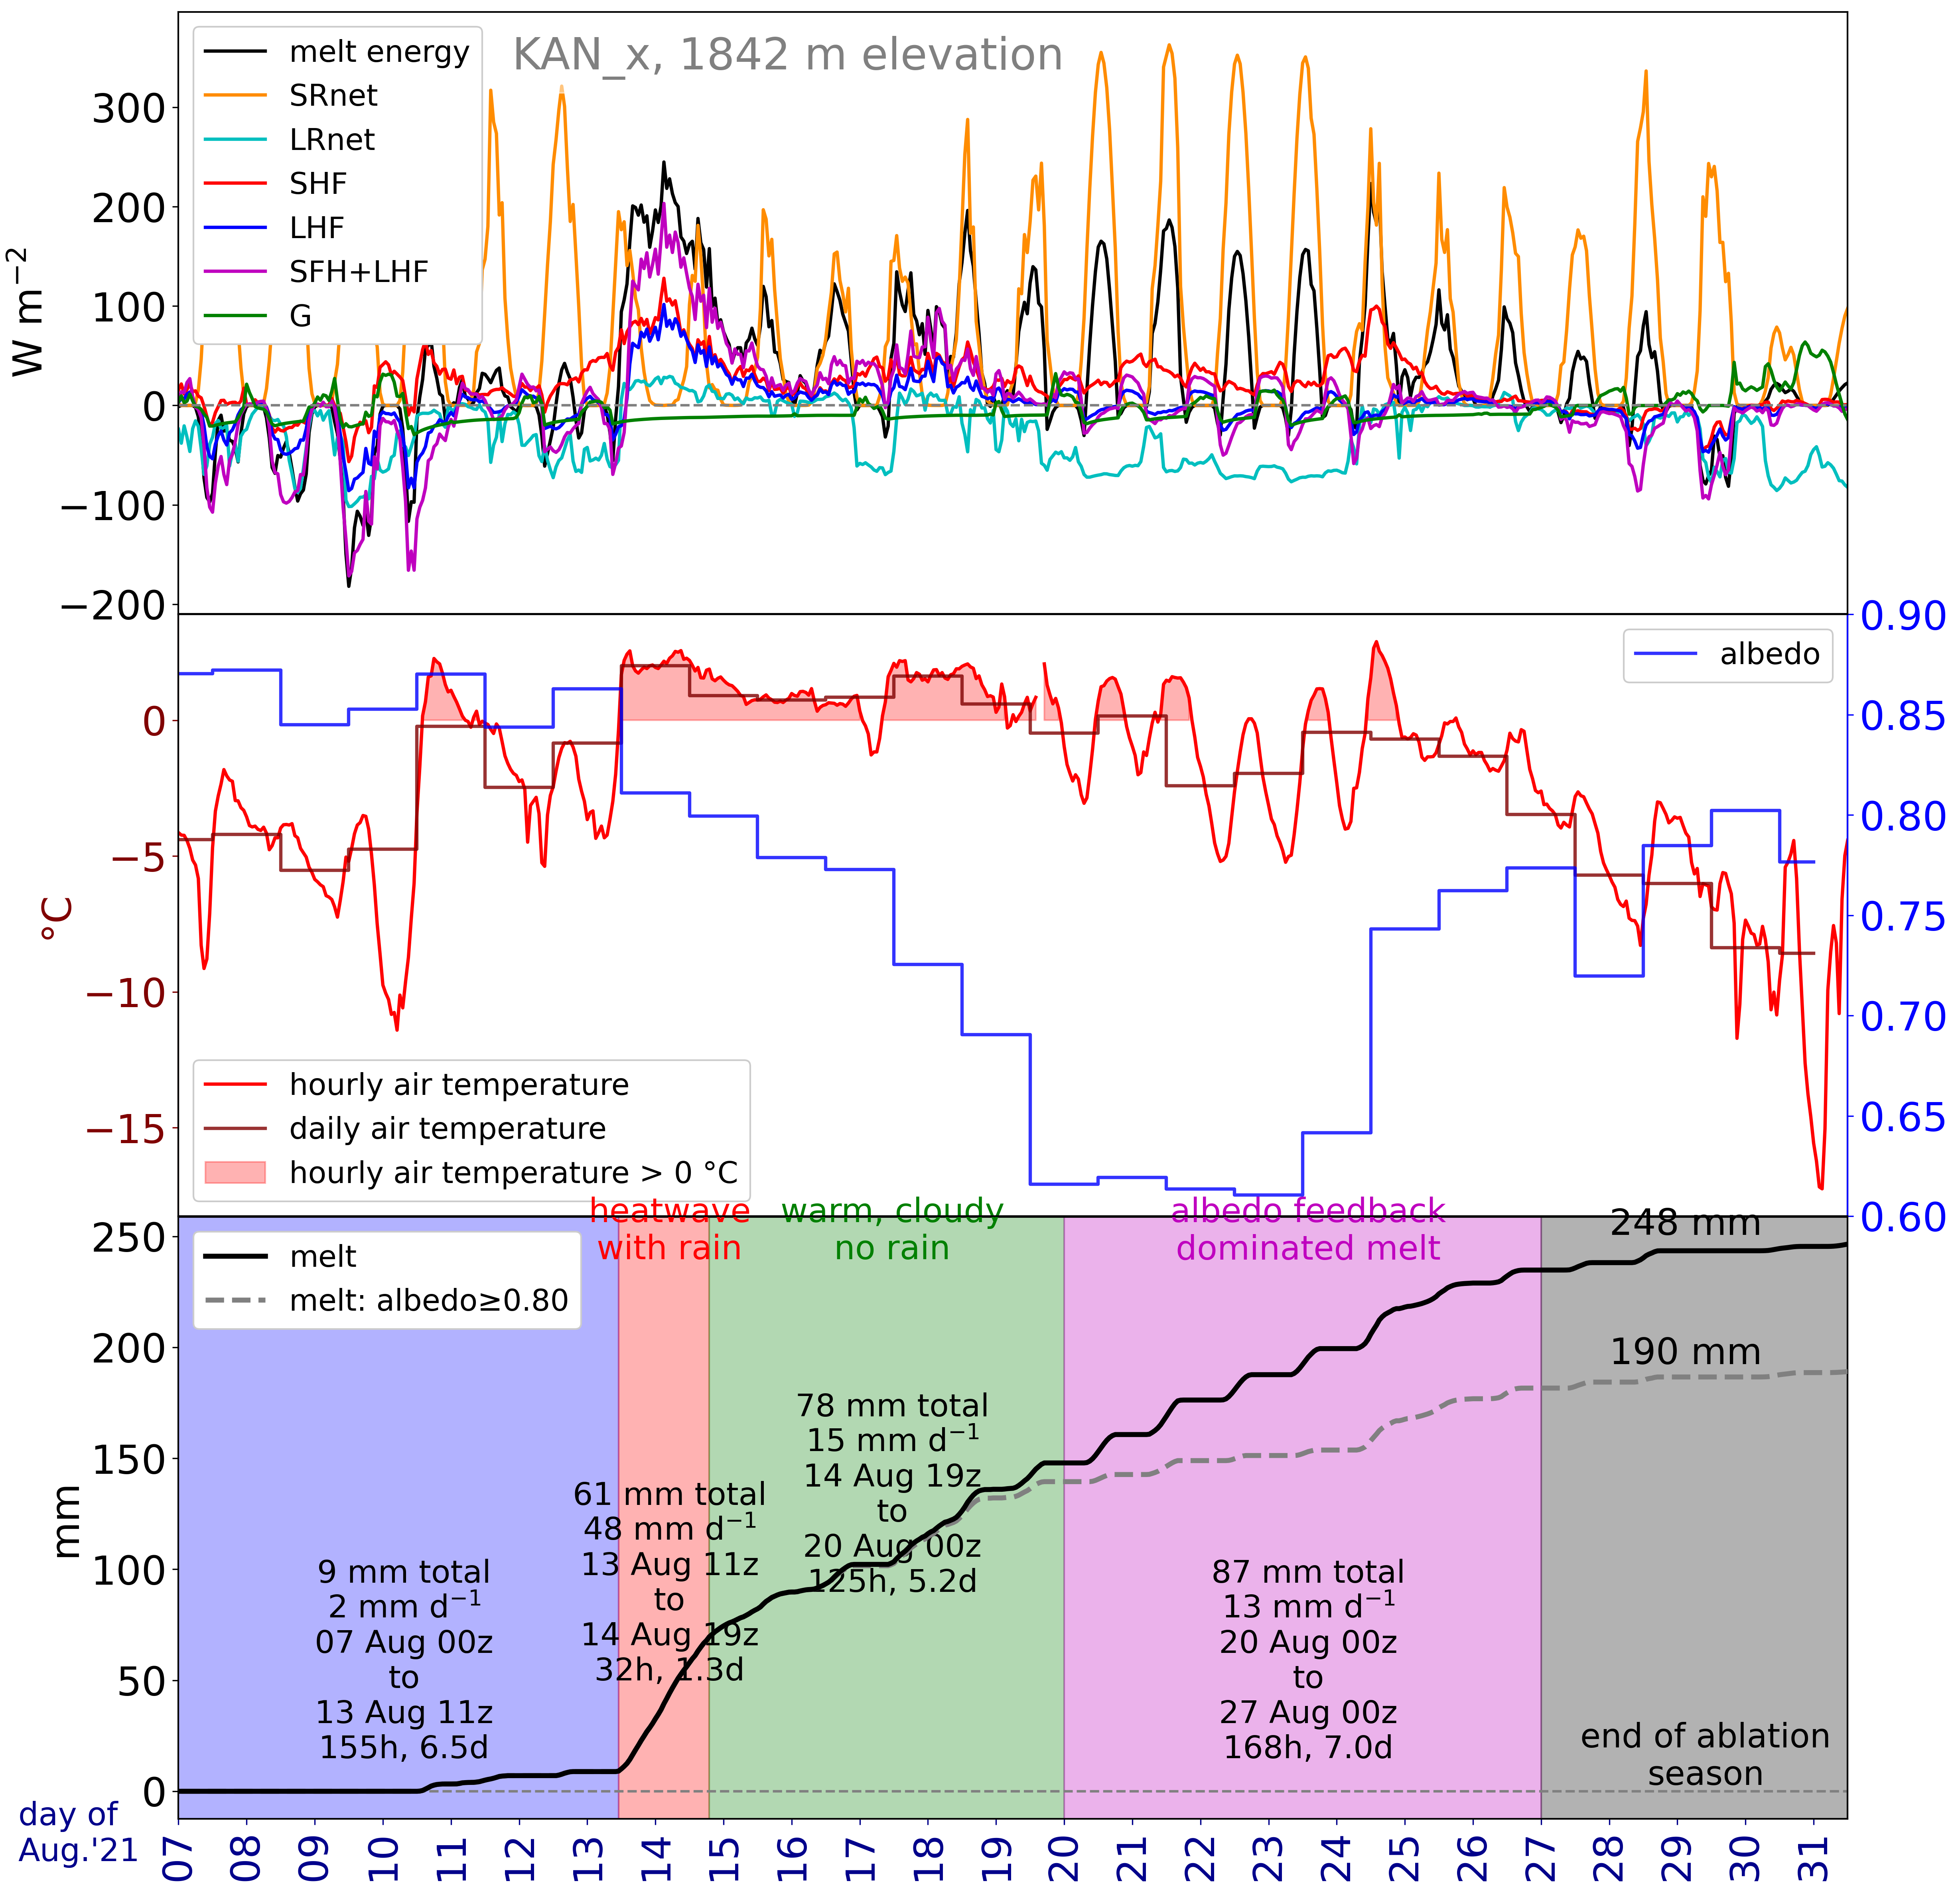 KAN_x, 1842 m elevation
melt energy
SRnet
LRnet
SHF
LHF
SFH+LHF
G
300
200
100
0
−100
−200
W m⁻²
albedo
0.90
0.85
0.80
0.75
0.70
0.65
0.60
0
−5
−10
−15
°C
hourly air temperature
daily air temperature
hourly air temperature > 0 °C
heatwave
with rain
warm, cloudy
no rain
albedo feedback
dominated melt
248 mm
190 mm
melt
melt: albedo≥0.80
250
200
150
100
50
0
mm
9 mm total
2 mm d⁻¹
07 Aug 00z
to
13 Aug 11z
155h, 6.5d
61 mm total
48 mm d⁻¹
13 Aug 11z
to
14 Aug 19z
32h, 1.3d
78 mm total
15 mm d⁻¹
14 Aug 19z
to
20 Aug 00z
125h, 5.2d
87 mm total
13 mm d⁻¹
20 Aug 00z
to
27 Aug 00z
168h, 7.0d
end of ablation
season
day of
Aug.'21
07 08 09 10 11 12 13 14 15 16 17 18 19 20 21 22 23 24 25 26 27 28 29 30 31